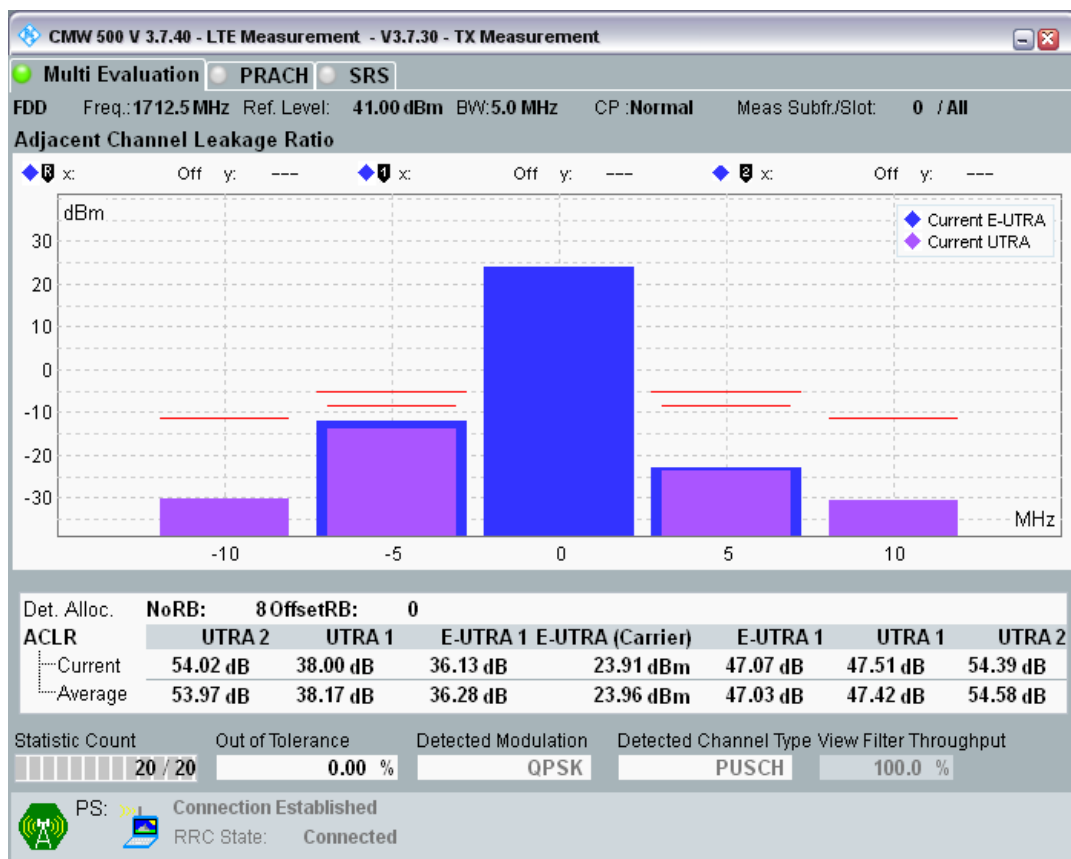 CMW 500 V 3.7.40 - LTE Measurement - V3.7.30 - TX Measurement
Multi Evaluation PRACH SRS
FDD Freq.:1712.5 MHz Ref. Level: 41.00 dBm BW:5.0 MHz CP :Normal Meas Subfr./Slot: 0 / All
Adjacent Channel Leakage Ratio
R x: Off y: --- 1 x: Off y: --- 2 x: Off y: ---
dBm
Current E-UTRA
Current UTRA
30
20
10
0
-10
-20
-30
MHz
-10 -5 0 5 10
Det. Alloc. NoRB: 8 OffsetRB: 0
ACLR UTRA 2 UTRA 1 E-UTRA 1 E-UTRA (Carrier) E-UTRA 1 UTRA 1 UTRA 2
Current 54.02 dB 38.00 dB 36.13 dB 23.91 dBm 47.07 dB 47.51 dB 54.39 dB
Average 53.97 dB 38.17 dB 36.28 dB 23.96 dBm 47.03 dB 47.42 dB 54.58 dB
Statistic Count Out of Tolerance Detected Modulation Detected Channel Type View Filter Throughput
20 / 20 0.00 % QPSK PUSCH 100.0 %
PS: Connection Established
RRC State: Connected